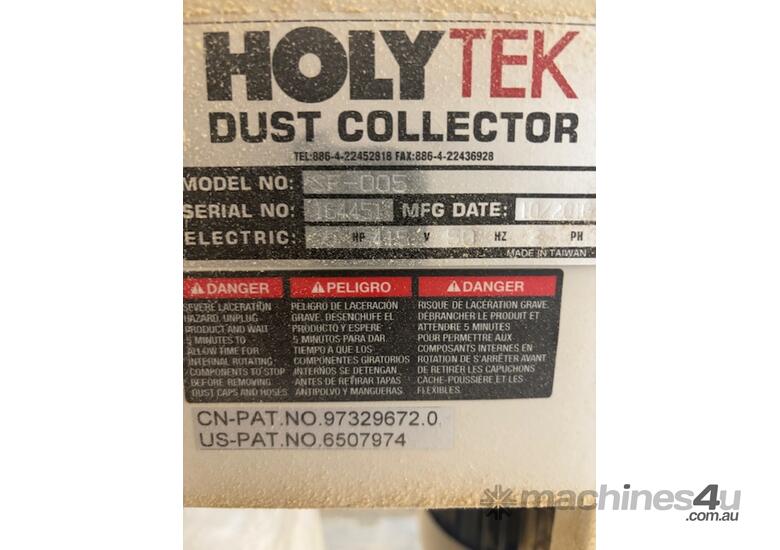 HOLYTEK
DUST COLLECTOR
TEL:886-4-22452818 FAX:886-4-22436928
MODEL NO: SF-005
SERIAL NO: 164451 MFG DATE:
ELECTRIC: HP 415 V 50 HZ PH
MADE IN TAIWAN
DANGER
SEVERE LACERATION
HAZARD. UNPLUG
PRODUCT AND WAIT
5 MINUTES TO
ALLOW TIME FOR
INTERNAL ROTATING
COMPONENTS TO STOP
BEFORE REMOVING
DUST CAPS AND HOSES
PELIGRO
PELIGRO DE LACERACIÓN
GRAVE. DESENCHUFE EL
PRODUCTO Y ESPERE
5 MINUTOS PARA DAR
TIEMPO A QUE LOS
COMPONENTES GIRATORIOS
INTERNOS SE DETENGAN
ANTES DE RETIRAR TAPAS
ANTIPOLVO Y MANGUERAS
DANGER
RISQUE DE LACÉRATION GRAVE.
DÉBRANCHER LE PRODUIT ET
ATTENDRE 5 MINUTES
POUR PERMETTRE AUX
COMPOSANTS INTERNES EN
ROTATION DE S'ARRÊTER AVANT
DE RETIRER LES CAPUCHONS
CACHE-POUSSIÈRE ET LES
FLEXIBLES.
CN-PAT.NO.97329672.0
US-PAT.NO.6507974
machines4u
.com.au